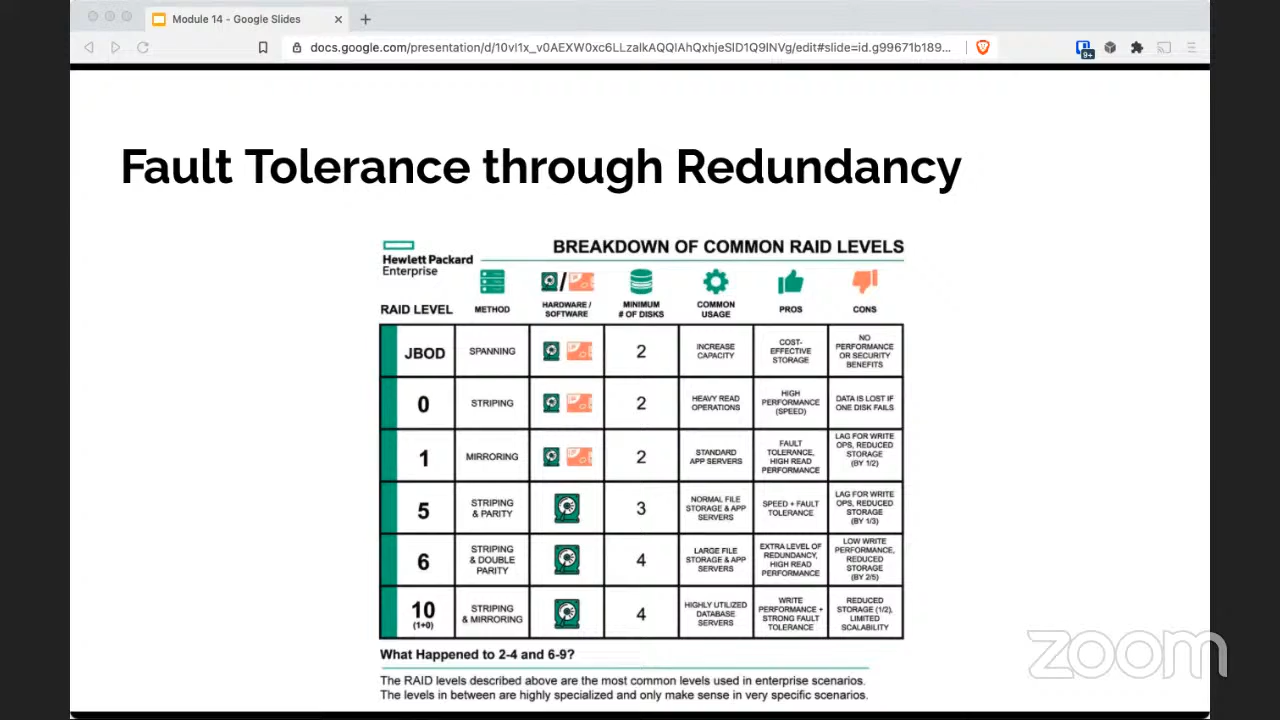 Module 14 - Google Slides
docs.google.com/presentation/d/10vi1x_v0AEXW0xc6LLzalkAQQIAhQxhjeSlD1Q9INVg/edit#slide=id.g99671b189...
9+
Fault Tolerance through Redundancy
Hewlett Packard
Enterprise
BREAKDOWN OF COMMON RAID LEVELS
RAID LEVEL
METHOD
HARDWARE /
SOFTWARE
MINIMUM
# OF DISKS
COMMON
USAGE
PROS
CONS
JBOD
SPANNING
2
INCREASE
CAPACITY
COST-
EFFECTIVE
STORAGE
NO
PERFORMANCE
OR SECURITY
BENEFITS
0
STRIPING
2
HEAVY READ
OPERATIONS
HIGH
PERFORMANCE
(SPEED)
DATA IS LOST IF
ONE DISK FAILS
1
MIRRORING
2
STANDARD
APP SERVERS
FAULT
TOLERANCE,
HIGH READ
PERFORMANCE
LAG FOR WRITE
OPS, REDUCED
STORAGE
(BY 1/2)
5
STRIPING
& PARITY
3
NORMAL FILE
STORAGE & APP
SERVERS
SPEED + FAULT
TOLERANCE
LAG FOR WRITE
OPS, REDUCED
STORAGE
(BY 1/3)
6
STRIPING
& DOUBLE
PARITY
4
LARGE FILE
STORAGE & APP
SERVERS
EXTRA LEVEL OF
REDUNDANCY,
HIGH READ
PERFORMANCE
LOW WRITE
PERFORMANCE,
REDUCED
STORAGE
(BY 2/5)
10
(1+0)
STRIPING
& MIRRORING
4
HIGHLY UTILIZED
DATABASE
SERVERS
WRITE
PERFORMANCE +
STRONG FAULT
TOLERANCE
REDUCED
STORAGE (1/2),
LIMITED
SCALABILITY
What Happened to 2-4 and 6-9?
The RAID levels described above are the most common levels used in enterprise scenarios.
The levels in between are highly specialized and only make sense in very specific scenarios.
zoom